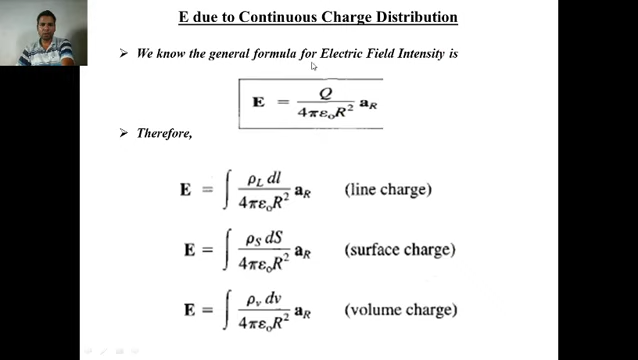 E due to Continuous Charge Distribution
➢ We know the general formula for Electric Field Intensity is
E = Q / 4πε₀R² a_R
➢ Therefore,
E = ∫ ρ_L dl / 4πε₀R² a_R (line charge)
E = ∫ ρ_S dS / 4πε₀R² a_R (surface charge)
E = ∫ ρ_v dv / 4πε₀R² a_R (volume charge)